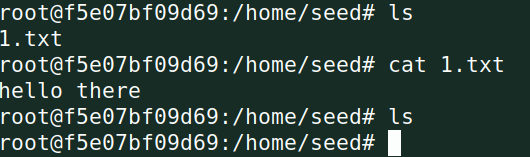 root@f5e07bf09d69:/home/seed# ls
1.txt
root@f5e07bf09d69:/home/seed# cat 1.txt
hello there
root@f5e07bf09d69:/home/seed# ls
root@f5e07bf09d69:/home/seed#